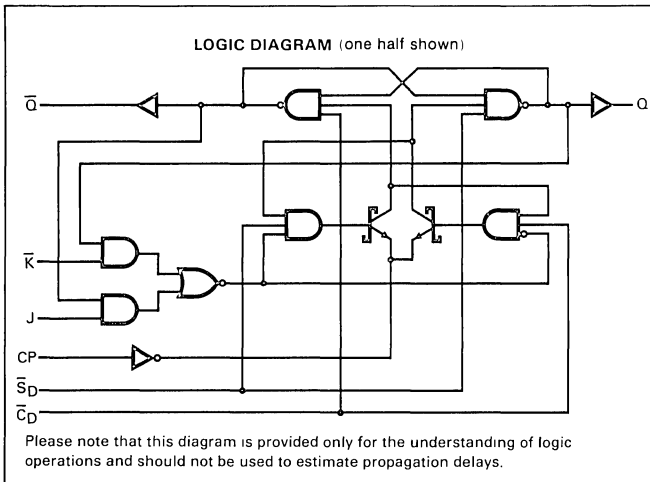 LOGIC DIAGRAM (one half shown)
Q̅
Q
K̅
J
CP
S̅D
C̅D
Please note that this diagram is provided only for the understanding of logic
operations and should not be used to estimate propagation delays.